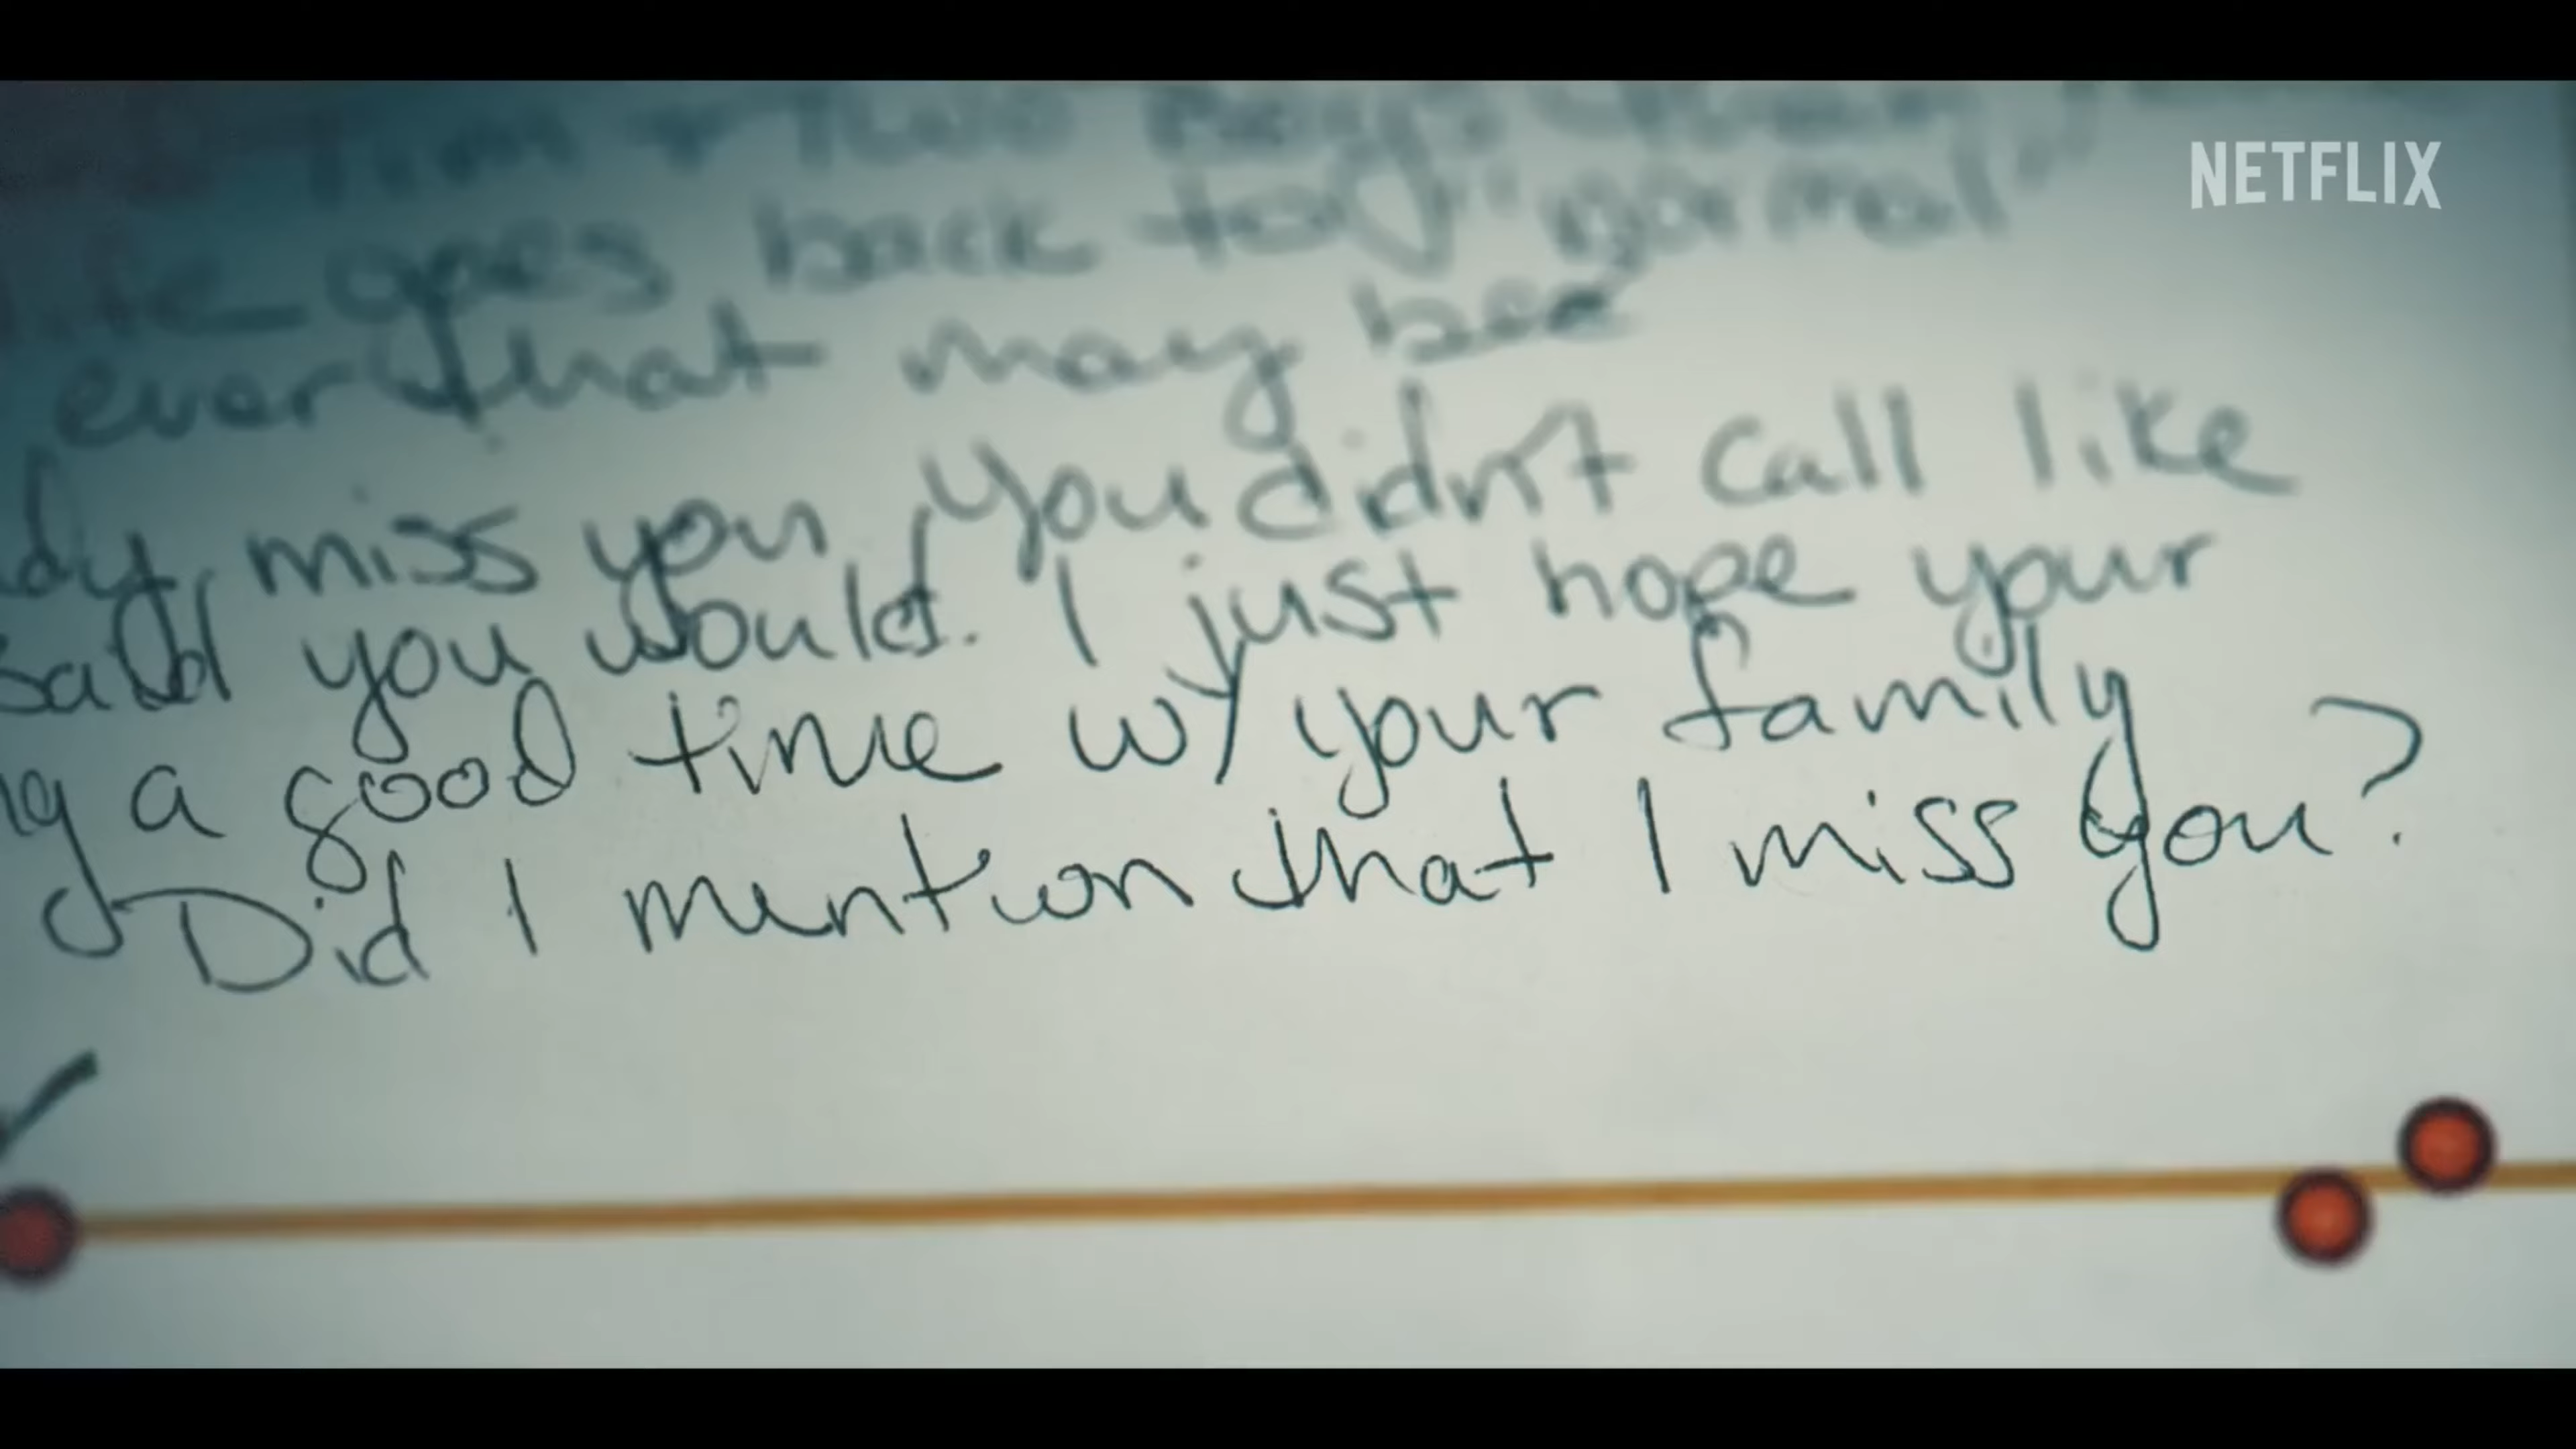 NETFLIX
goes back to "normal"
ever that may bee
miss you, you didn't call like
said you would. I just hope your
a good time w/ your family
Did I mention that I miss you?